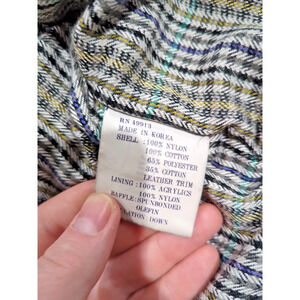 RN 49913
MADE IN KOREA
SHELL :100% NYLON
100% COTTON
65% POLYESTER
35% COTTON
LEATHER TRIM
LINING :100% ACRYLICS
100% NYLON
BAFFLE:SPUNBONDED
OLEFIN
DOWN